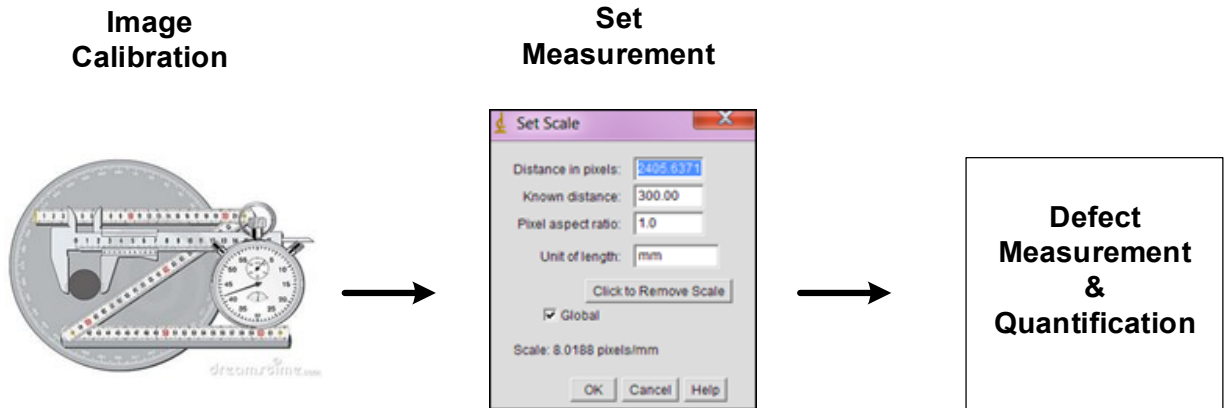 Image
Calibration
Set
Measurement
Set Scale
Distance in pixels: 2405.6371
Known distance: 300.00
Pixel aspect ratio: 1.0
Unit of length: mm
Click to Remove Scale
Global
Scale: 8.0188 pixels/mm
OK Cancel Help
Defect
Measurement
&
Quantification
dreamstime.com